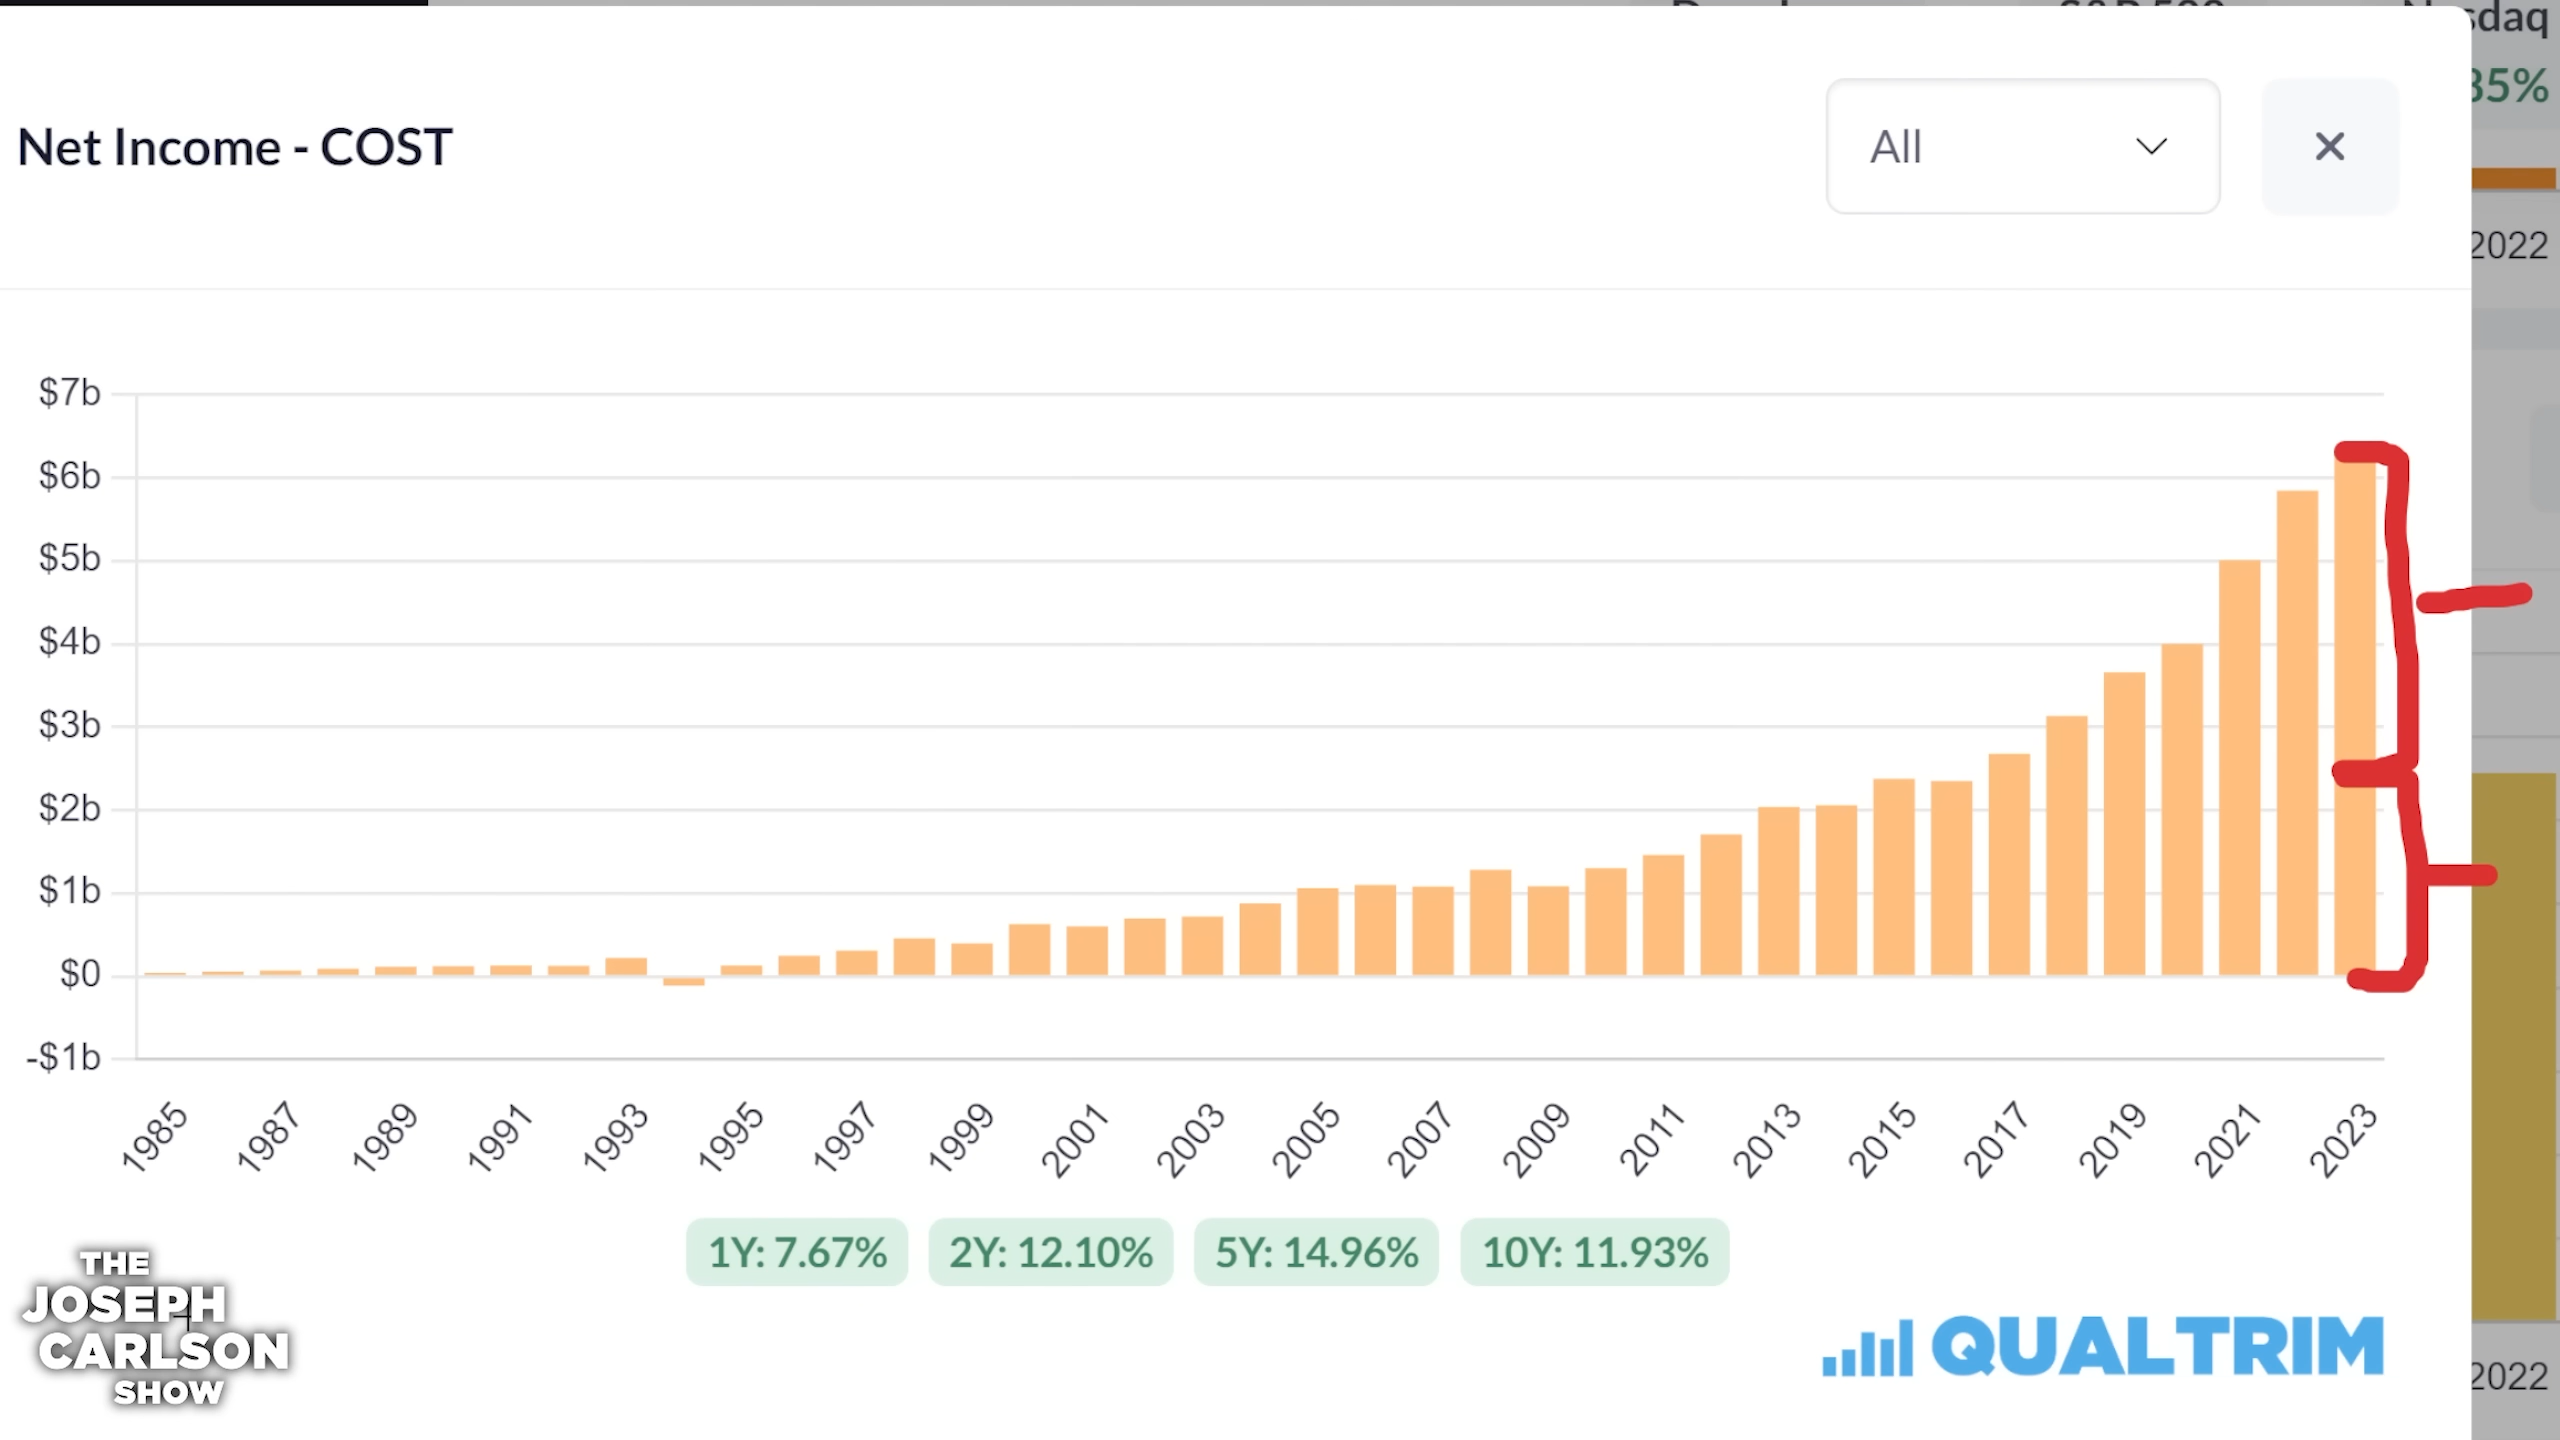 Nasdaq
35%
Net Income - COST
All
2022
$7b
$6b
$5b
$4b
$3b
$2b
$1b
$0
-$1b
1985
1987
1989
1991
1993
1995
1997
1999
2001
2003
2005
2007
2009
2011
2013
2015
2017
2019
2021
2023
1Y: 7.67%
2Y: 12.10%
5Y: 14.96%
10Y: 11.93%
THE
JOSEPH
CARLSON
SHOW
QUALTRIM
2022